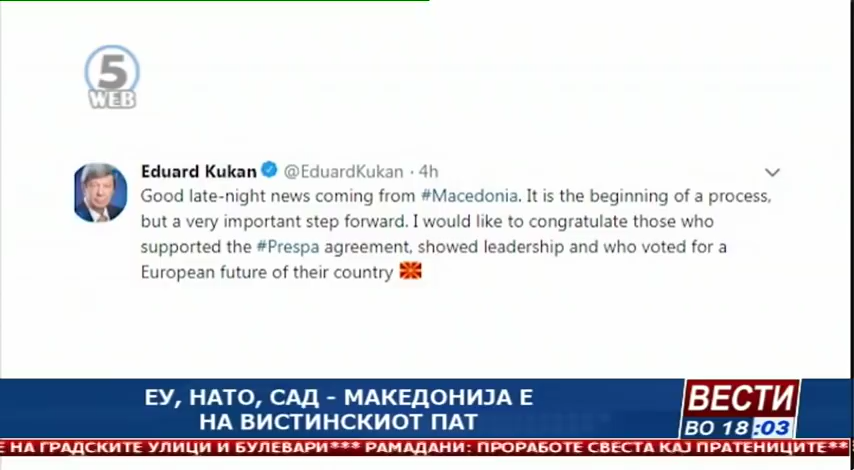 5
WEB
Eduard Kukan @EduardKukan · 4h
Good late-night news coming from #Macedonia. It is the beginning of a process,
but a very important step forward. I would like to congratulate those who
supported the #Prespa agreement, showed leadership and who voted for a
European future of their country
ЕУ, НАТО, САД - МАКЕДОНИЈА Е
НА ВИСТИНСКИОТ ПАТ
ВЕСТИ
ВО 18:03
Е НА ГРАДСКИТЕ УЛИЦИ И БУЛЕВАРИ*** РАМАДАНИ: ПРОРАБОТЕ СВЕСТА КАЈ ПРАТЕНИЦИТЕ**